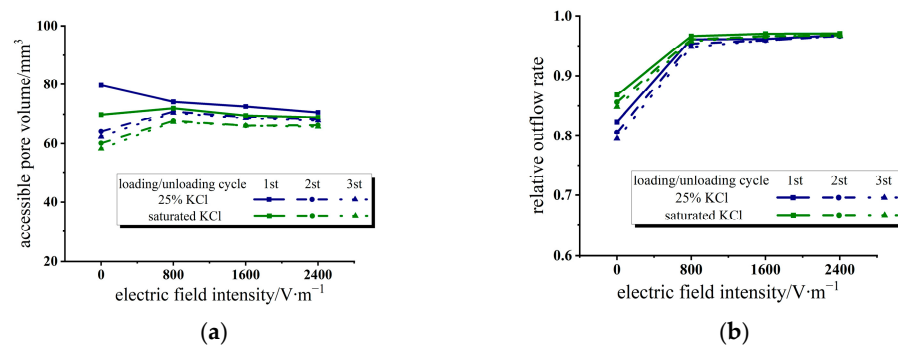 accessible pore volume/mm³
100
80
60
40
20
loading/unloading cycle 1st 2st 3st
25% KCl
saturated KCl
0 800 1600 2400
electric field intensity/V·m⁻¹
(a)
relative outflow rate
1.0
0.9
0.8
0.7
0.6
loading/unloading cycle 1st 2st 3st
25% KCl
saturated KCl
0 800 1600 2400
electric field intensity/V·m⁻¹
(b)